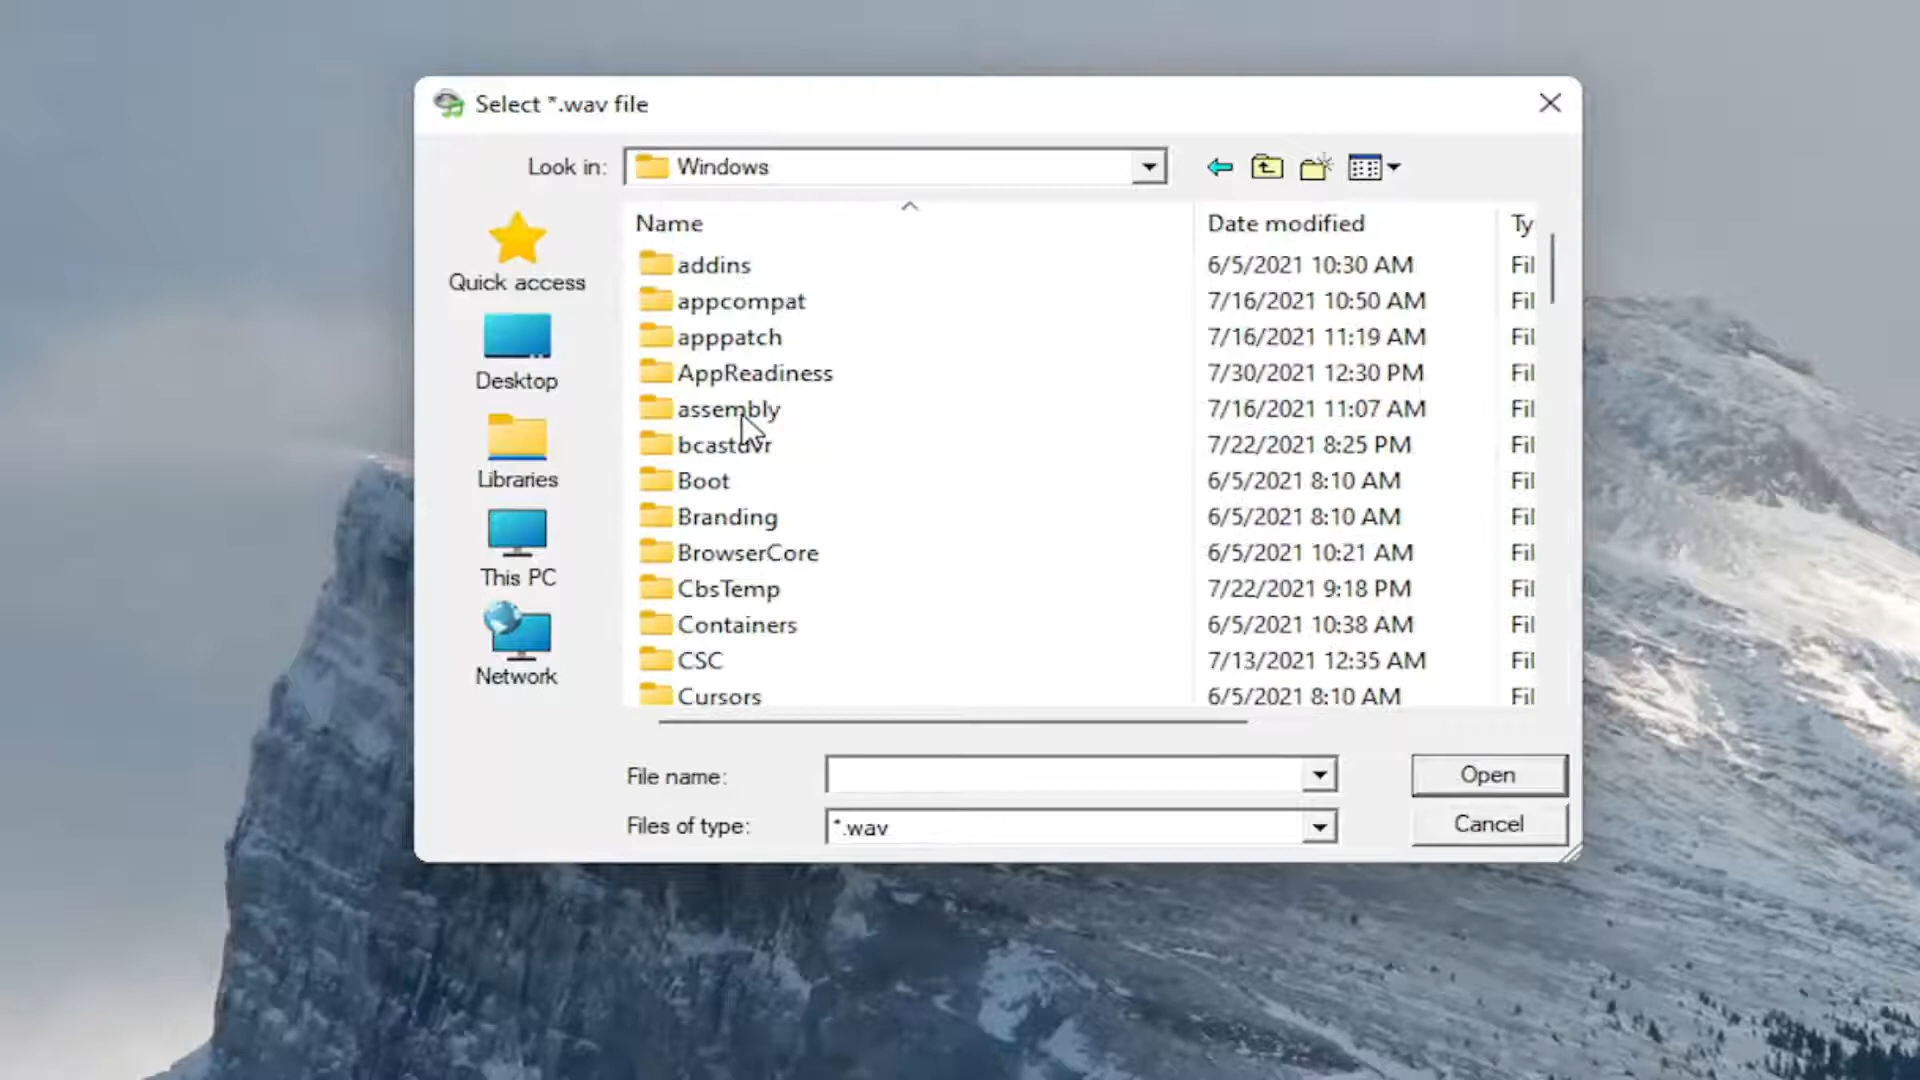 Select *.wav file
Look in: Windows
Name Date modified Ty
Quick access
Desktop
Libraries
This PC
Network
addins 6/5/2021 10:30 AM Fil
appcompat 7/16/2021 10:50 AM Fil
apppatch 7/16/2021 11:19 AM Fil
AppReadiness 7/30/2021 12:30 PM Fil
assembly 7/16/2021 11:07 AM Fil
bcastdvr 7/22/2021 8:25 PM Fil
Boot 6/5/2021 8:10 AM Fil
Branding 6/5/2021 8:10 AM Fil
BrowserCore 6/5/2021 10:21 AM Fil
CbsTemp 7/22/2021 9:18 PM Fil
Containers 6/5/2021 10:38 AM Fil
CSC 7/13/2021 12:35 AM Fil
Cursors 6/5/2021 8:10 AM Fil
File name: Open
Files of type: *.wav Cancel